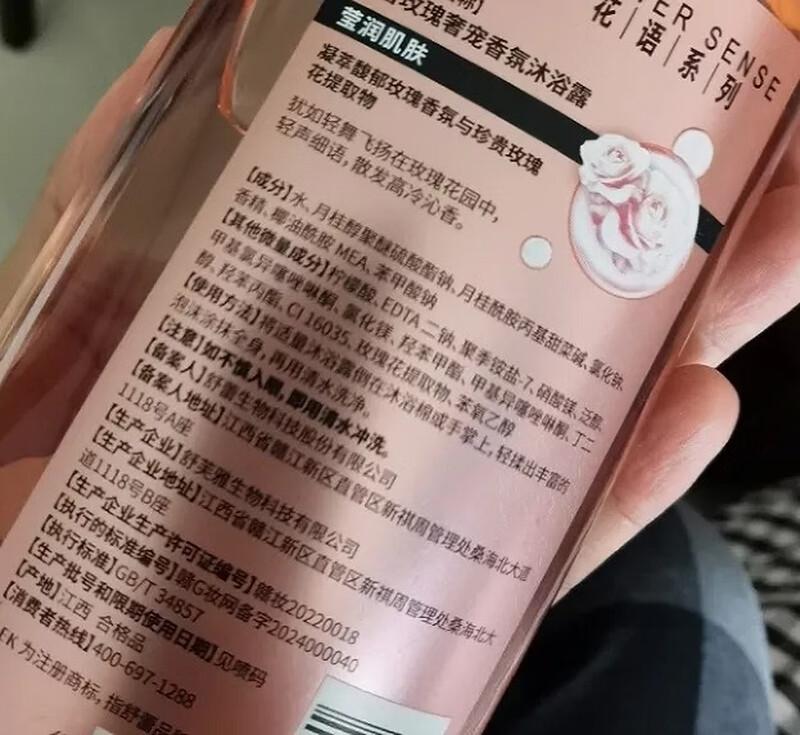 ER SENSE
花|语|系|列
称】
玫瑰奢宠香氛沐浴露
莹润肌肤
凝萃馥郁玫瑰香氛与珍贵玫瑰
花提取物
犹如轻舞飞扬在玫瑰花园中，
轻声细语，散发高冷沁香。
【成分】水、月桂醇聚醚硫酸酯钠、月桂酰胺丙基甜菜碱、氯化钠、
香精、椰油酰胺 MEA、苯甲酸钠
【其他微量成分】柠檬酸、EDTA 二钠、聚季铵盐-7、硝酸镁、泛酰
甲基氯异噻唑啉酮、氯化镁、羟苯甲酯、甲基异噻唑啉酮、丁二
醇、羟苯丙酯、CI 16035、玫瑰花提取物、苯氧乙醇
【使用方法】将适量沐浴露倒在沐浴棉或手掌上，轻揉出丰富的
泡沫涂抹全身，再用清水洗净。
【注意】如不慎入眼，即用清水冲洗。
【备案人】舒蕾生物科技股份有限公司
【备案人地址】江西省赣江新区直管区新祺周管理处桑海北大道
1118号A座
【生产企业】舒芙雅生物科技有限公司
【生产企业地址】江西省赣江新区直管区新祺周管理处桑海北大
道1118号B座
【生产企业生产许可证编号】赣妆20220018
【执行的标准编号】赣G妆网备字2024000040
【执行标准】GB/T 34857
【生产批号和限期使用日期】见喷码
【产地】江西 合格品
【消费者热线】400-697-1288
EK 为注册商标，指舒蕾品